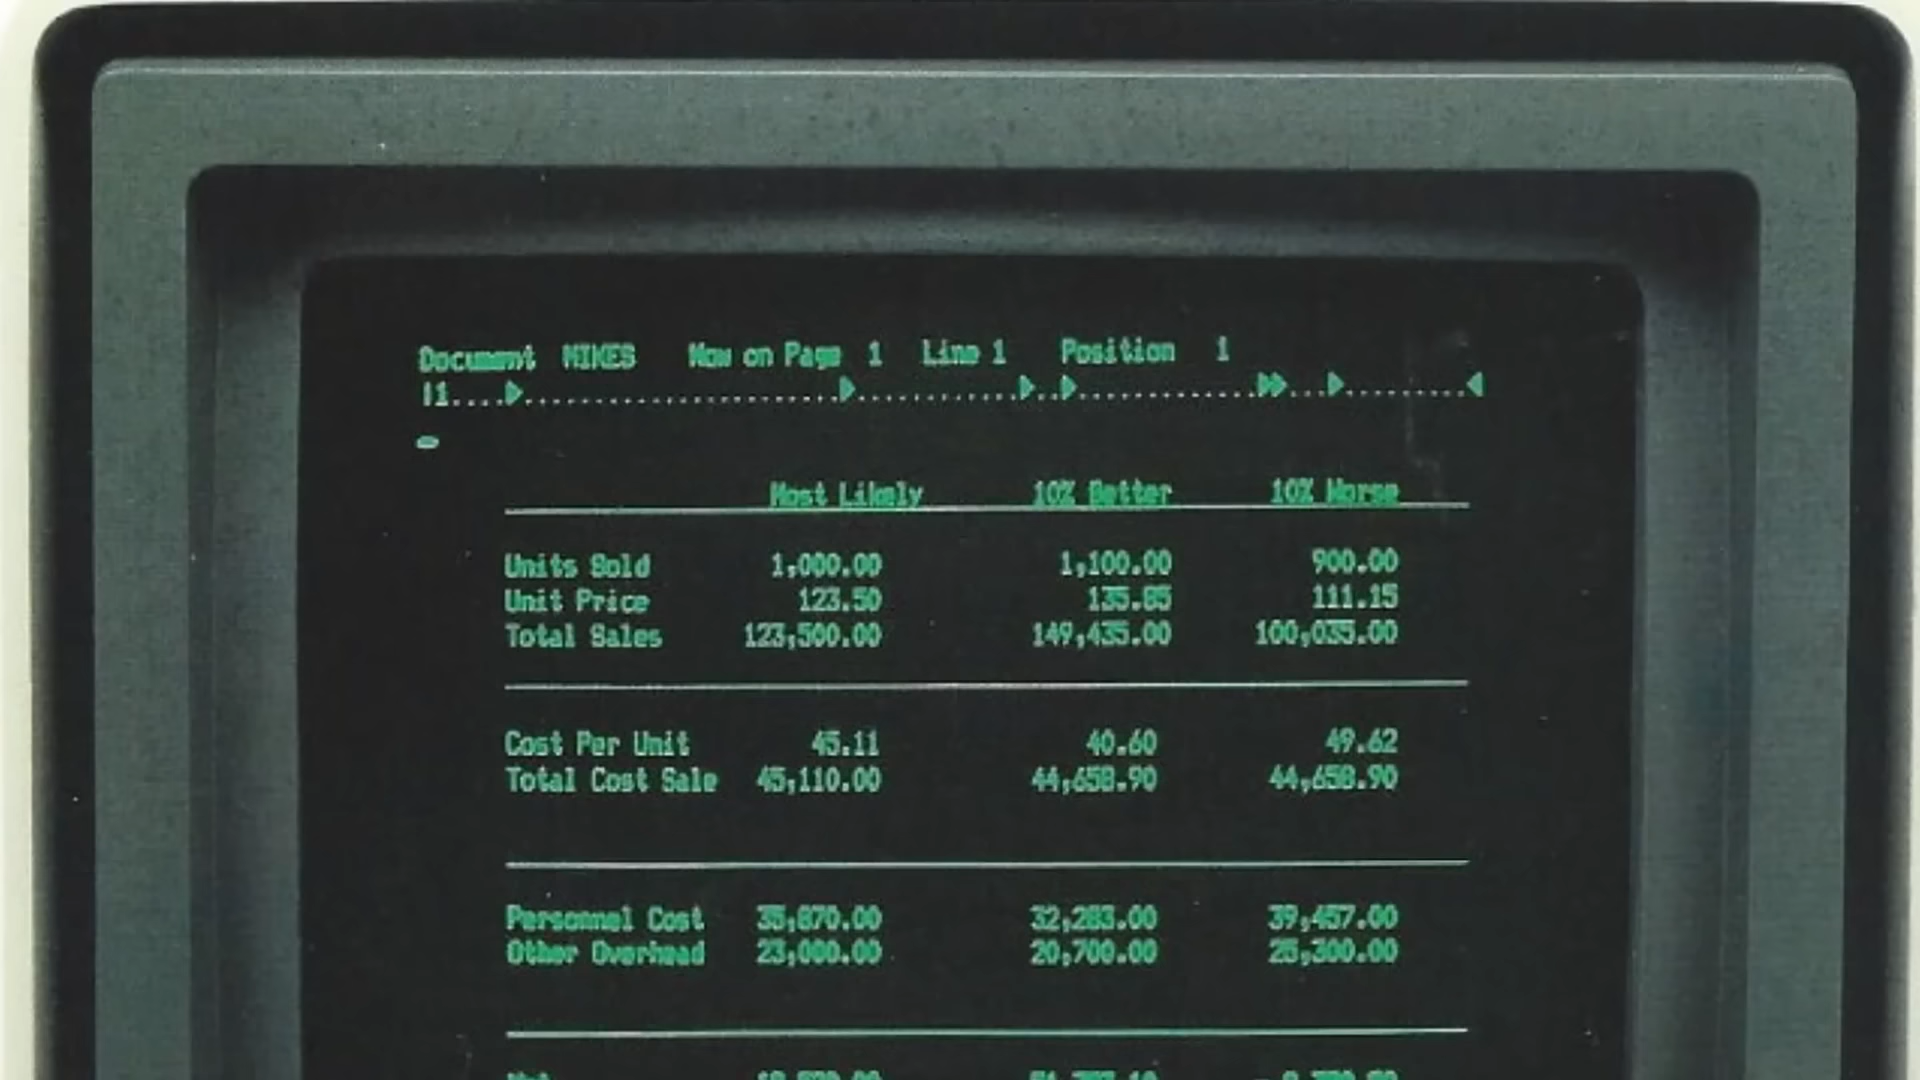 Document MIKES Now on Page 1 Line 1 Position 1
|1....▶.......................▶............▶..▶.............▶▶...▶.........◀
Most Likely 10% Better 10% Worse
Units Sold 1,000.00 1,100.00 900.00
Unit Price 123.50 135.85 111.15
Total Sales 123,500.00 149,435.00 100,035.00
Cost Per Unit 45.11 40.60 49.62
Total Cost Sale 45,110.00 44,658.90 44,658.90
Personnel Cost 35,870.00 32,283.00 39,457.00
Other Overhead 23,000.00 20,700.00 25,300.00